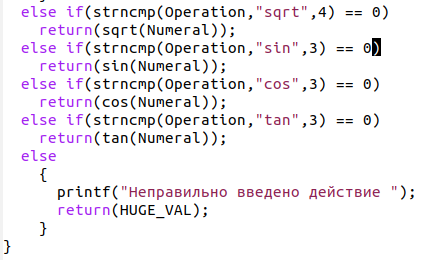 else if(strncmp(Operation,"sqrt",4) == 0)
return(sqrt(Numeral));
else if(strncmp(Operation,"sin",3) == 0)
return(sin(Numeral));
else if(strncmp(Operation,"cos",3) == 0)
return(cos(Numeral));
else if(strncmp(Operation,"tan",3) == 0)
return(tan(Numeral));
else
{
printf("Неправильно введено действие ");
return(HUGE_VAL);
}
}